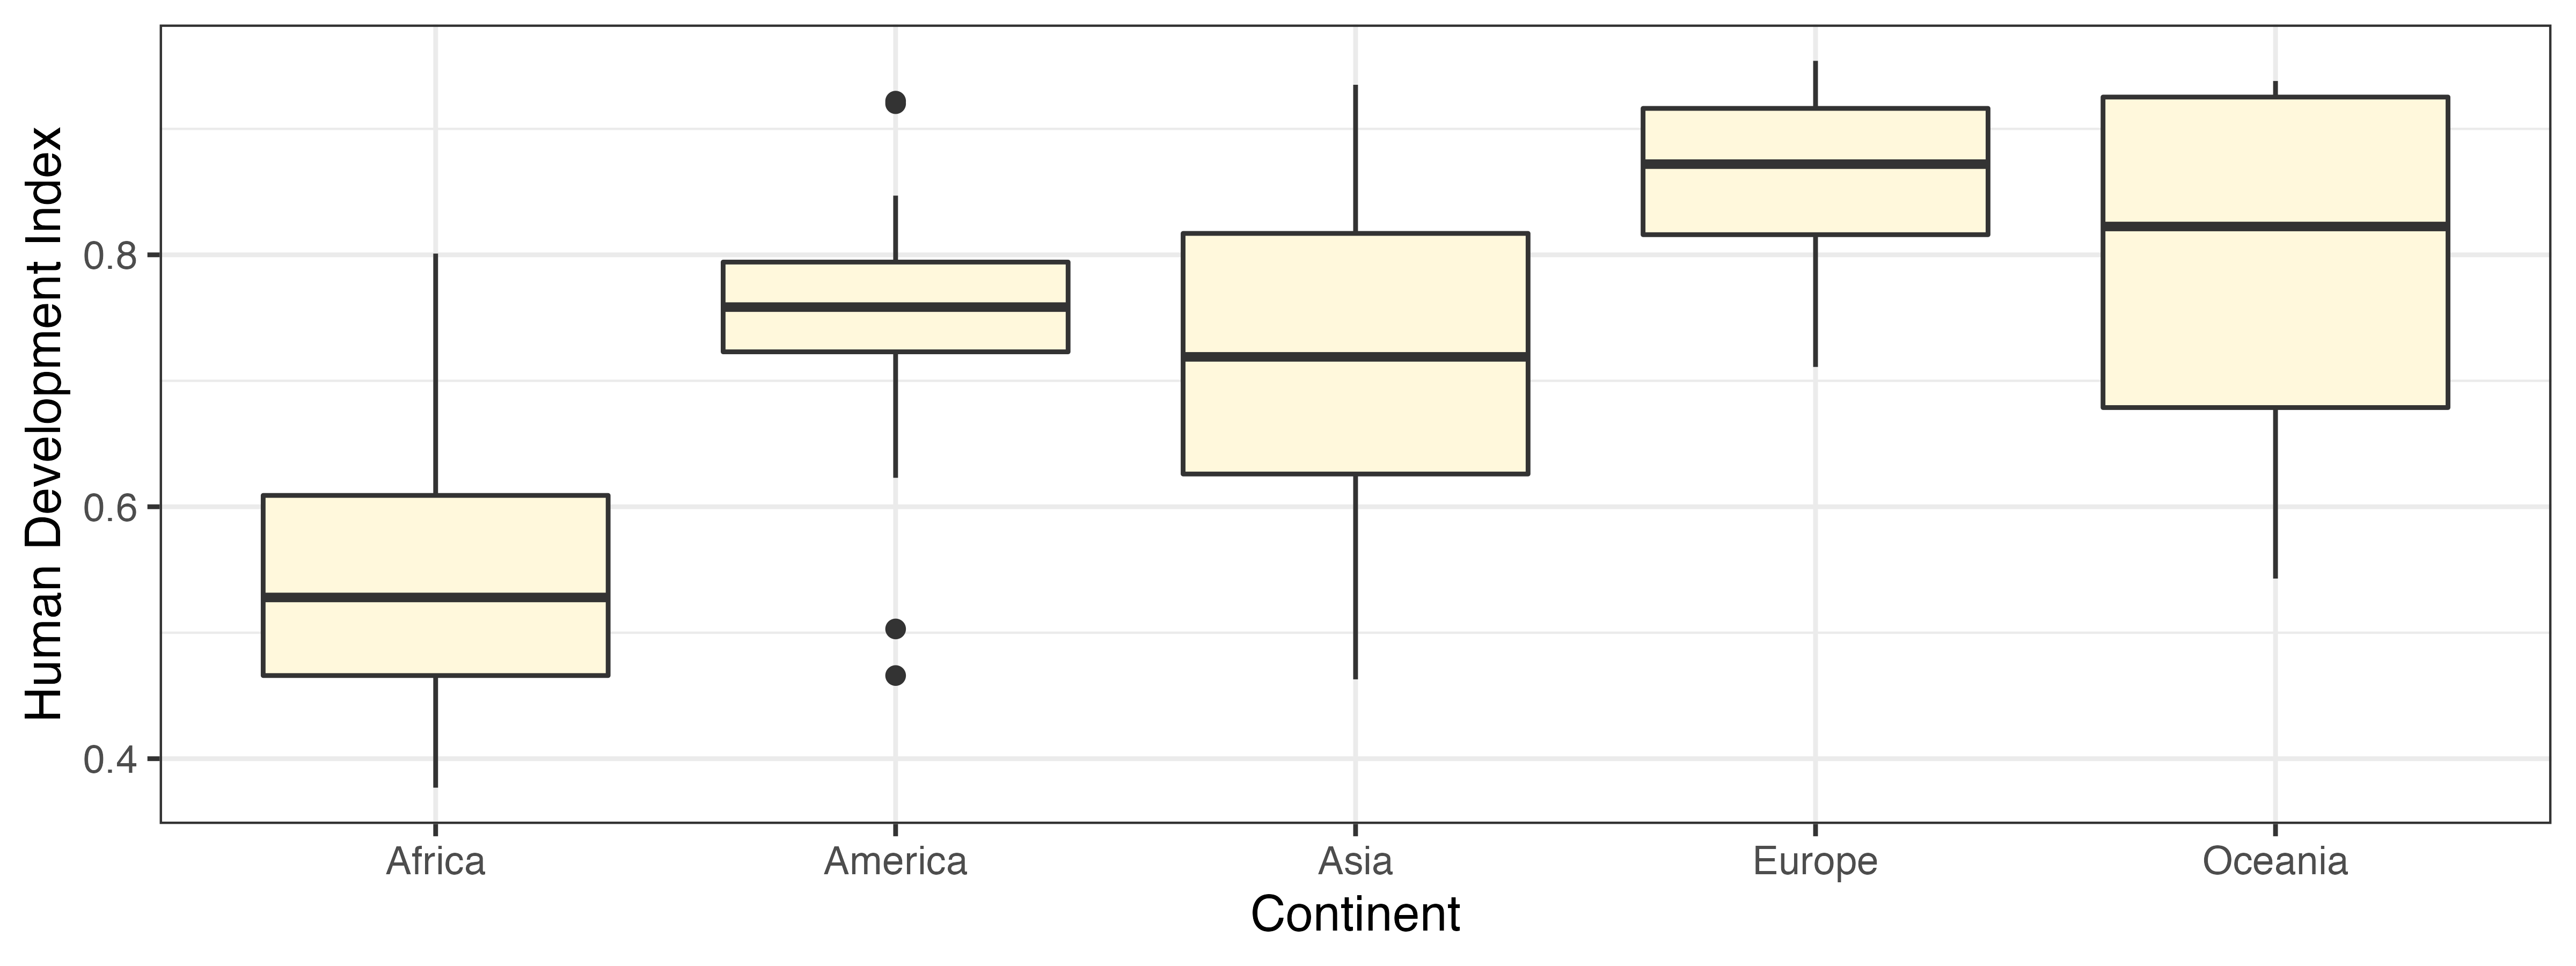 Human Development Index
0.8
0.6
0.4
Africa America Asia Europe Oceania
Continent